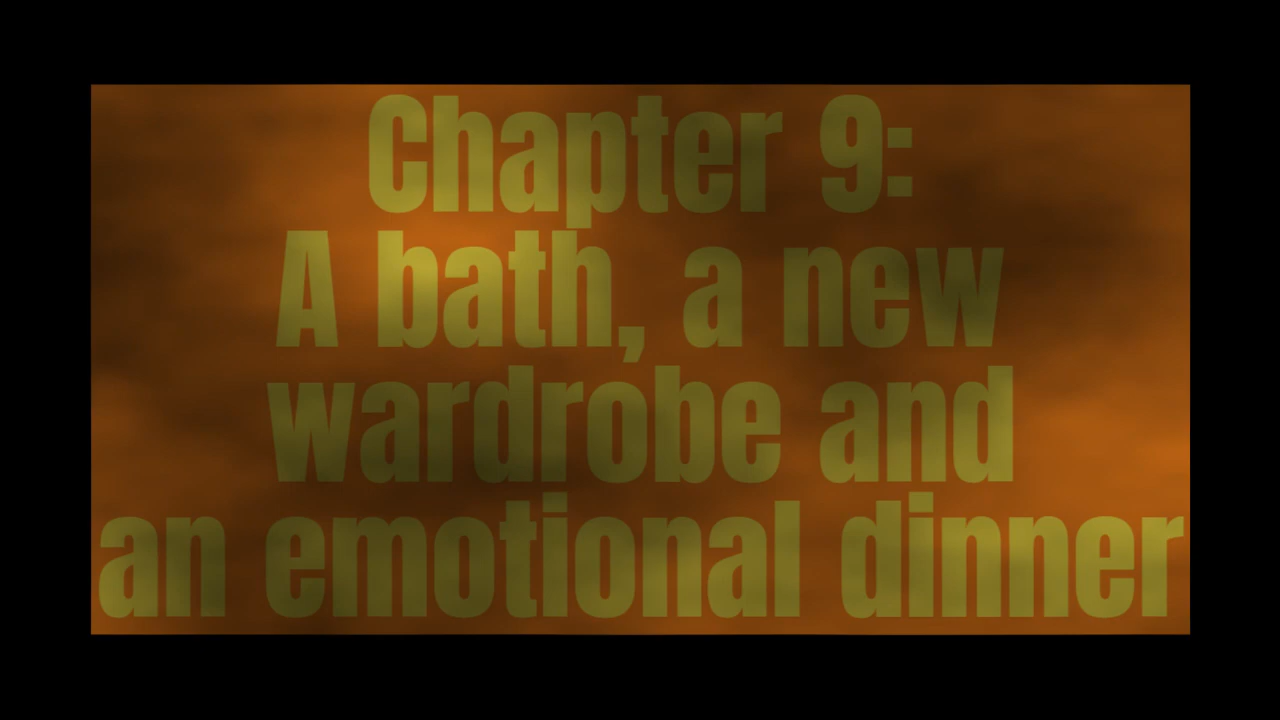 Chapter 9:
A bath, a new
wardrobe and
an emotional dinner